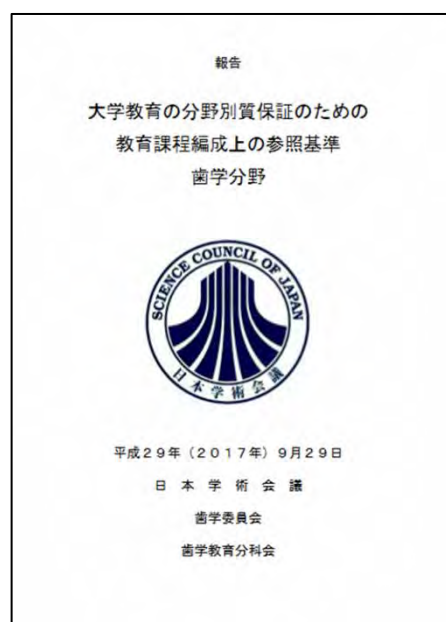 報告
大学教育の分野別質保証のための
教育課程編成上の参照基準
歯学分野
SCIENCE COUNCIL OF JAPAN
日本学術会議
平成29年（2017年）9月29日
日 本 学 術 会 議
歯学委員会
歯学教育分科会